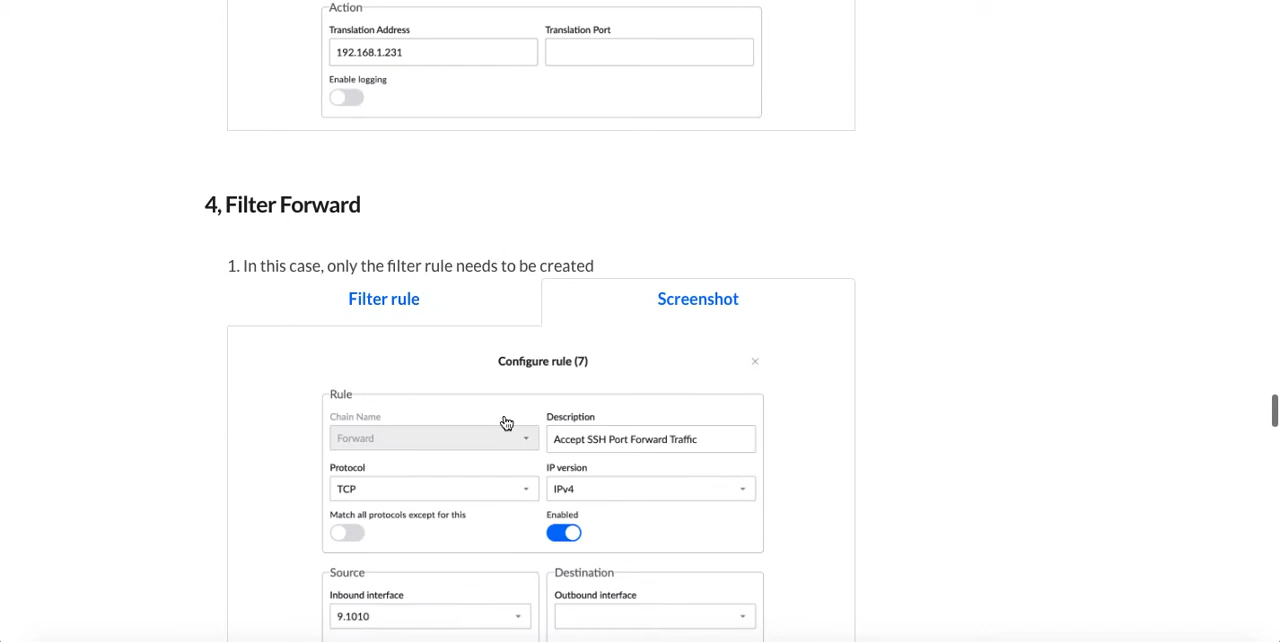 Action
Translation Address Translation Port
192.168.1.231
Enable logging
4, Filter Forward
1. In this case, only the filter rule needs to be created
Filter rule Screenshot
Configure rule (7) ×
Rule
Chain Name Description
Forward Accept SSH Port Forward Traffic
Protocol IP version
TCP IPv4
Match all protocols except for this Enabled
Source Destination
Inbound interface Outbound interface
9.1010